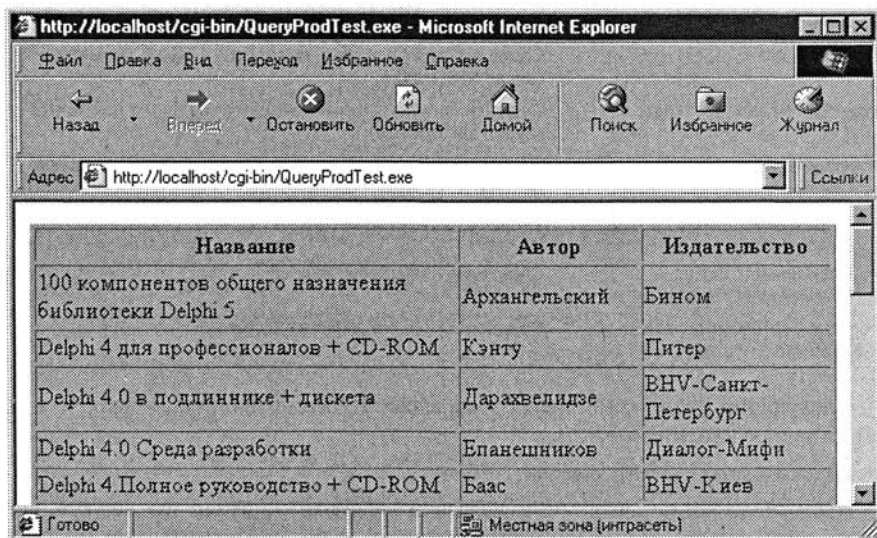 http://localhost/cgi-bin/QueryProdTest.exe - Microsoft Internet Explorer
Файл Правка Вид Переход Избранное Справка
Назад Вперед Остановить Обновить Домой Поиск Избранное Журнал
Адрес http://localhost/cgi-bin/QueryProdTest.exe Ссылки
Название Автор Издательство
100 компонентов общего назначения
библиотеки Delphi 5 Архангельский Бином
Delphi 4 для профессионалов + CD-ROM Кэнту Питер
Delphi 4.0 в подлиннике + дискета Дарахвелидзе BHV-Санкт-
Петербург
Delphi 4.0 Среда разработки Епанешников Диалог-Мифи
Delphi 4.Полное руководство + CD-ROM Баас BHV-Киев
Готово Местная зона (интрасеть)